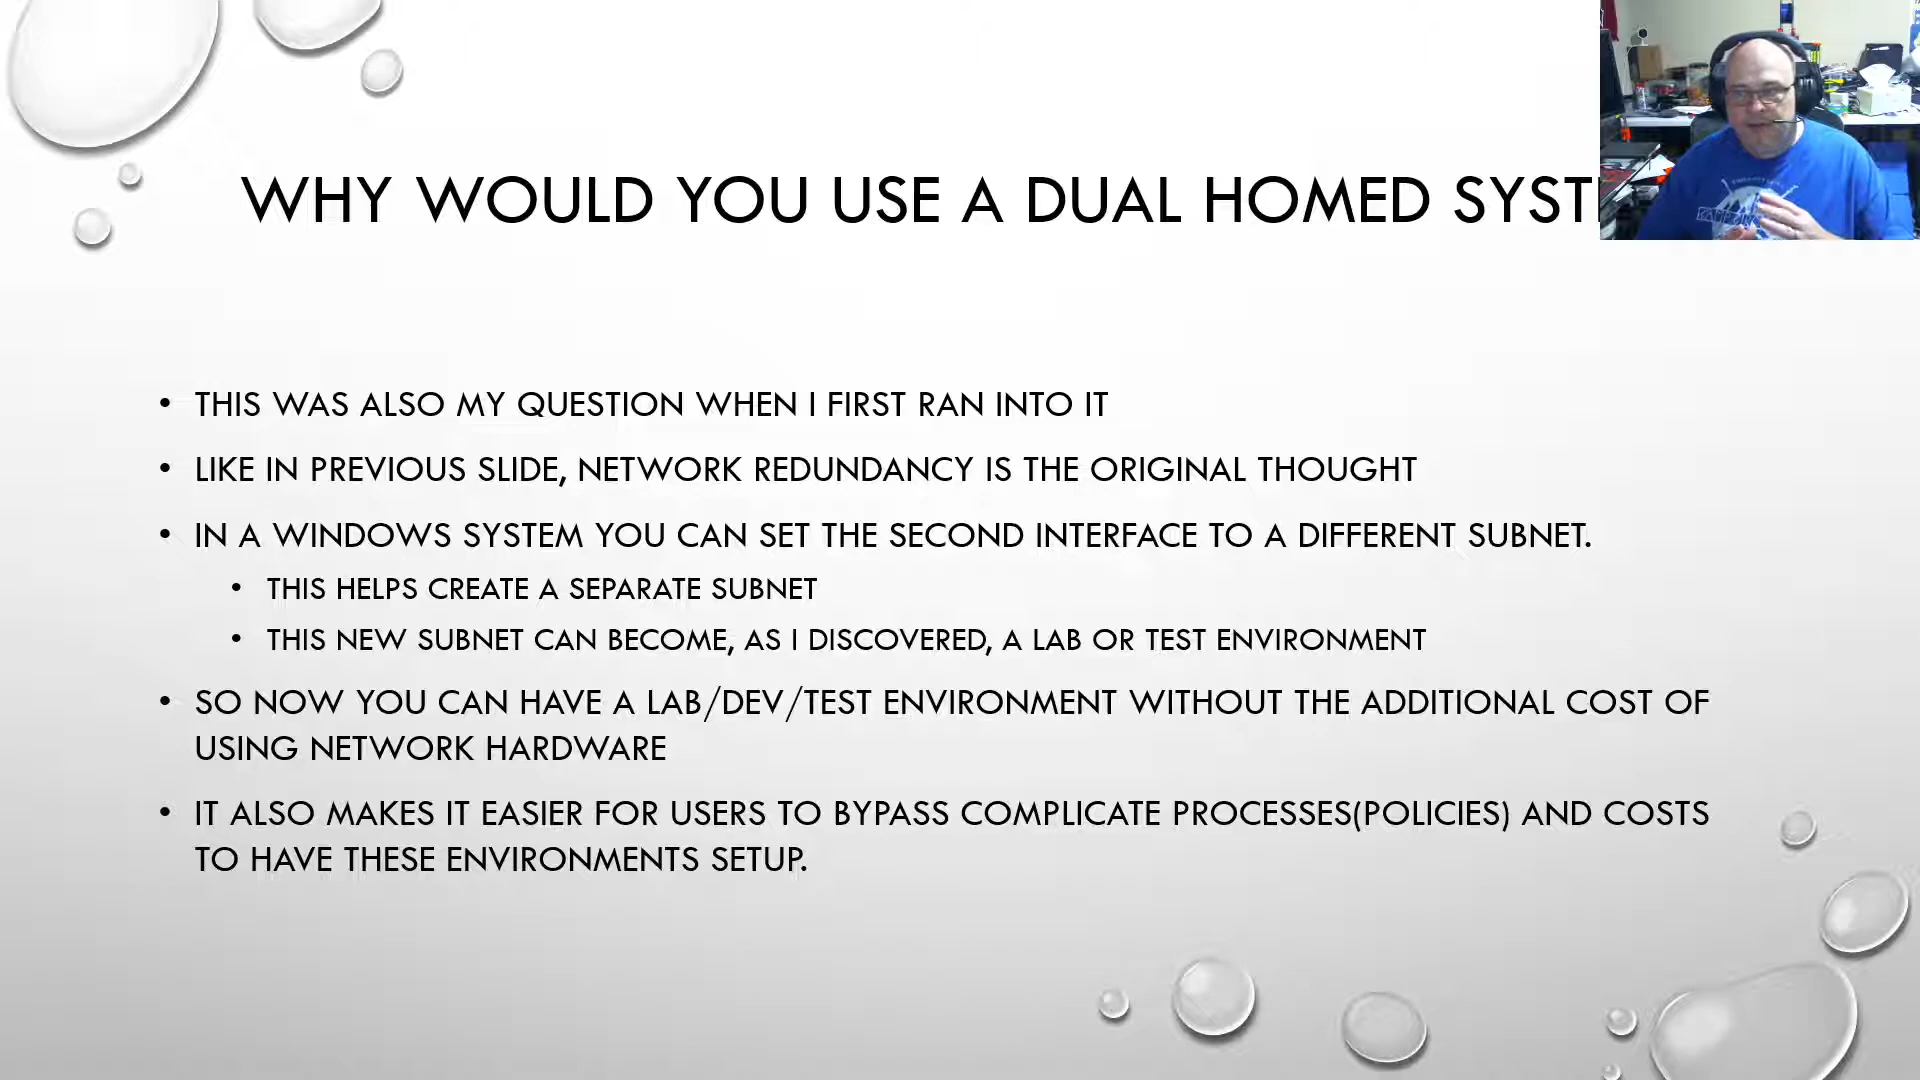 WHY WOULD YOU USE A DUAL HOMED
• THIS WAS ALSO MY QUESTION WHEN I FIRST RAN INTO IT
• LIKE IN PREVIOUS SLIDE, NETWORK REDUNDANCY IS THE ORIGINAL THOUGHT
• IN A WINDOWS SYSTEM YOU CAN SET THE SECOND INTERFACE TO A DIFFERENT SUBNET.
• THIS HELPS CREATE A SEPARATE SUBNET
• THIS NEW SUBNET CAN BECOME, AS I DISCOVERED, A LAB OR TEST ENVIRONMENT
• SO NOW YOU CAN HAVE A LAB/DEV/TEST ENVIRONMENT WITHOUT THE ADDITIONAL COST OF
USING NETWORK HARDWARE
• IT ALSO MAKES IT EASIER FOR USERS TO BYPASS COMPLICATE PROCESSES(POLICIES) AND COSTS
TO HAVE THESE ENVIRONMENTS SETUP.